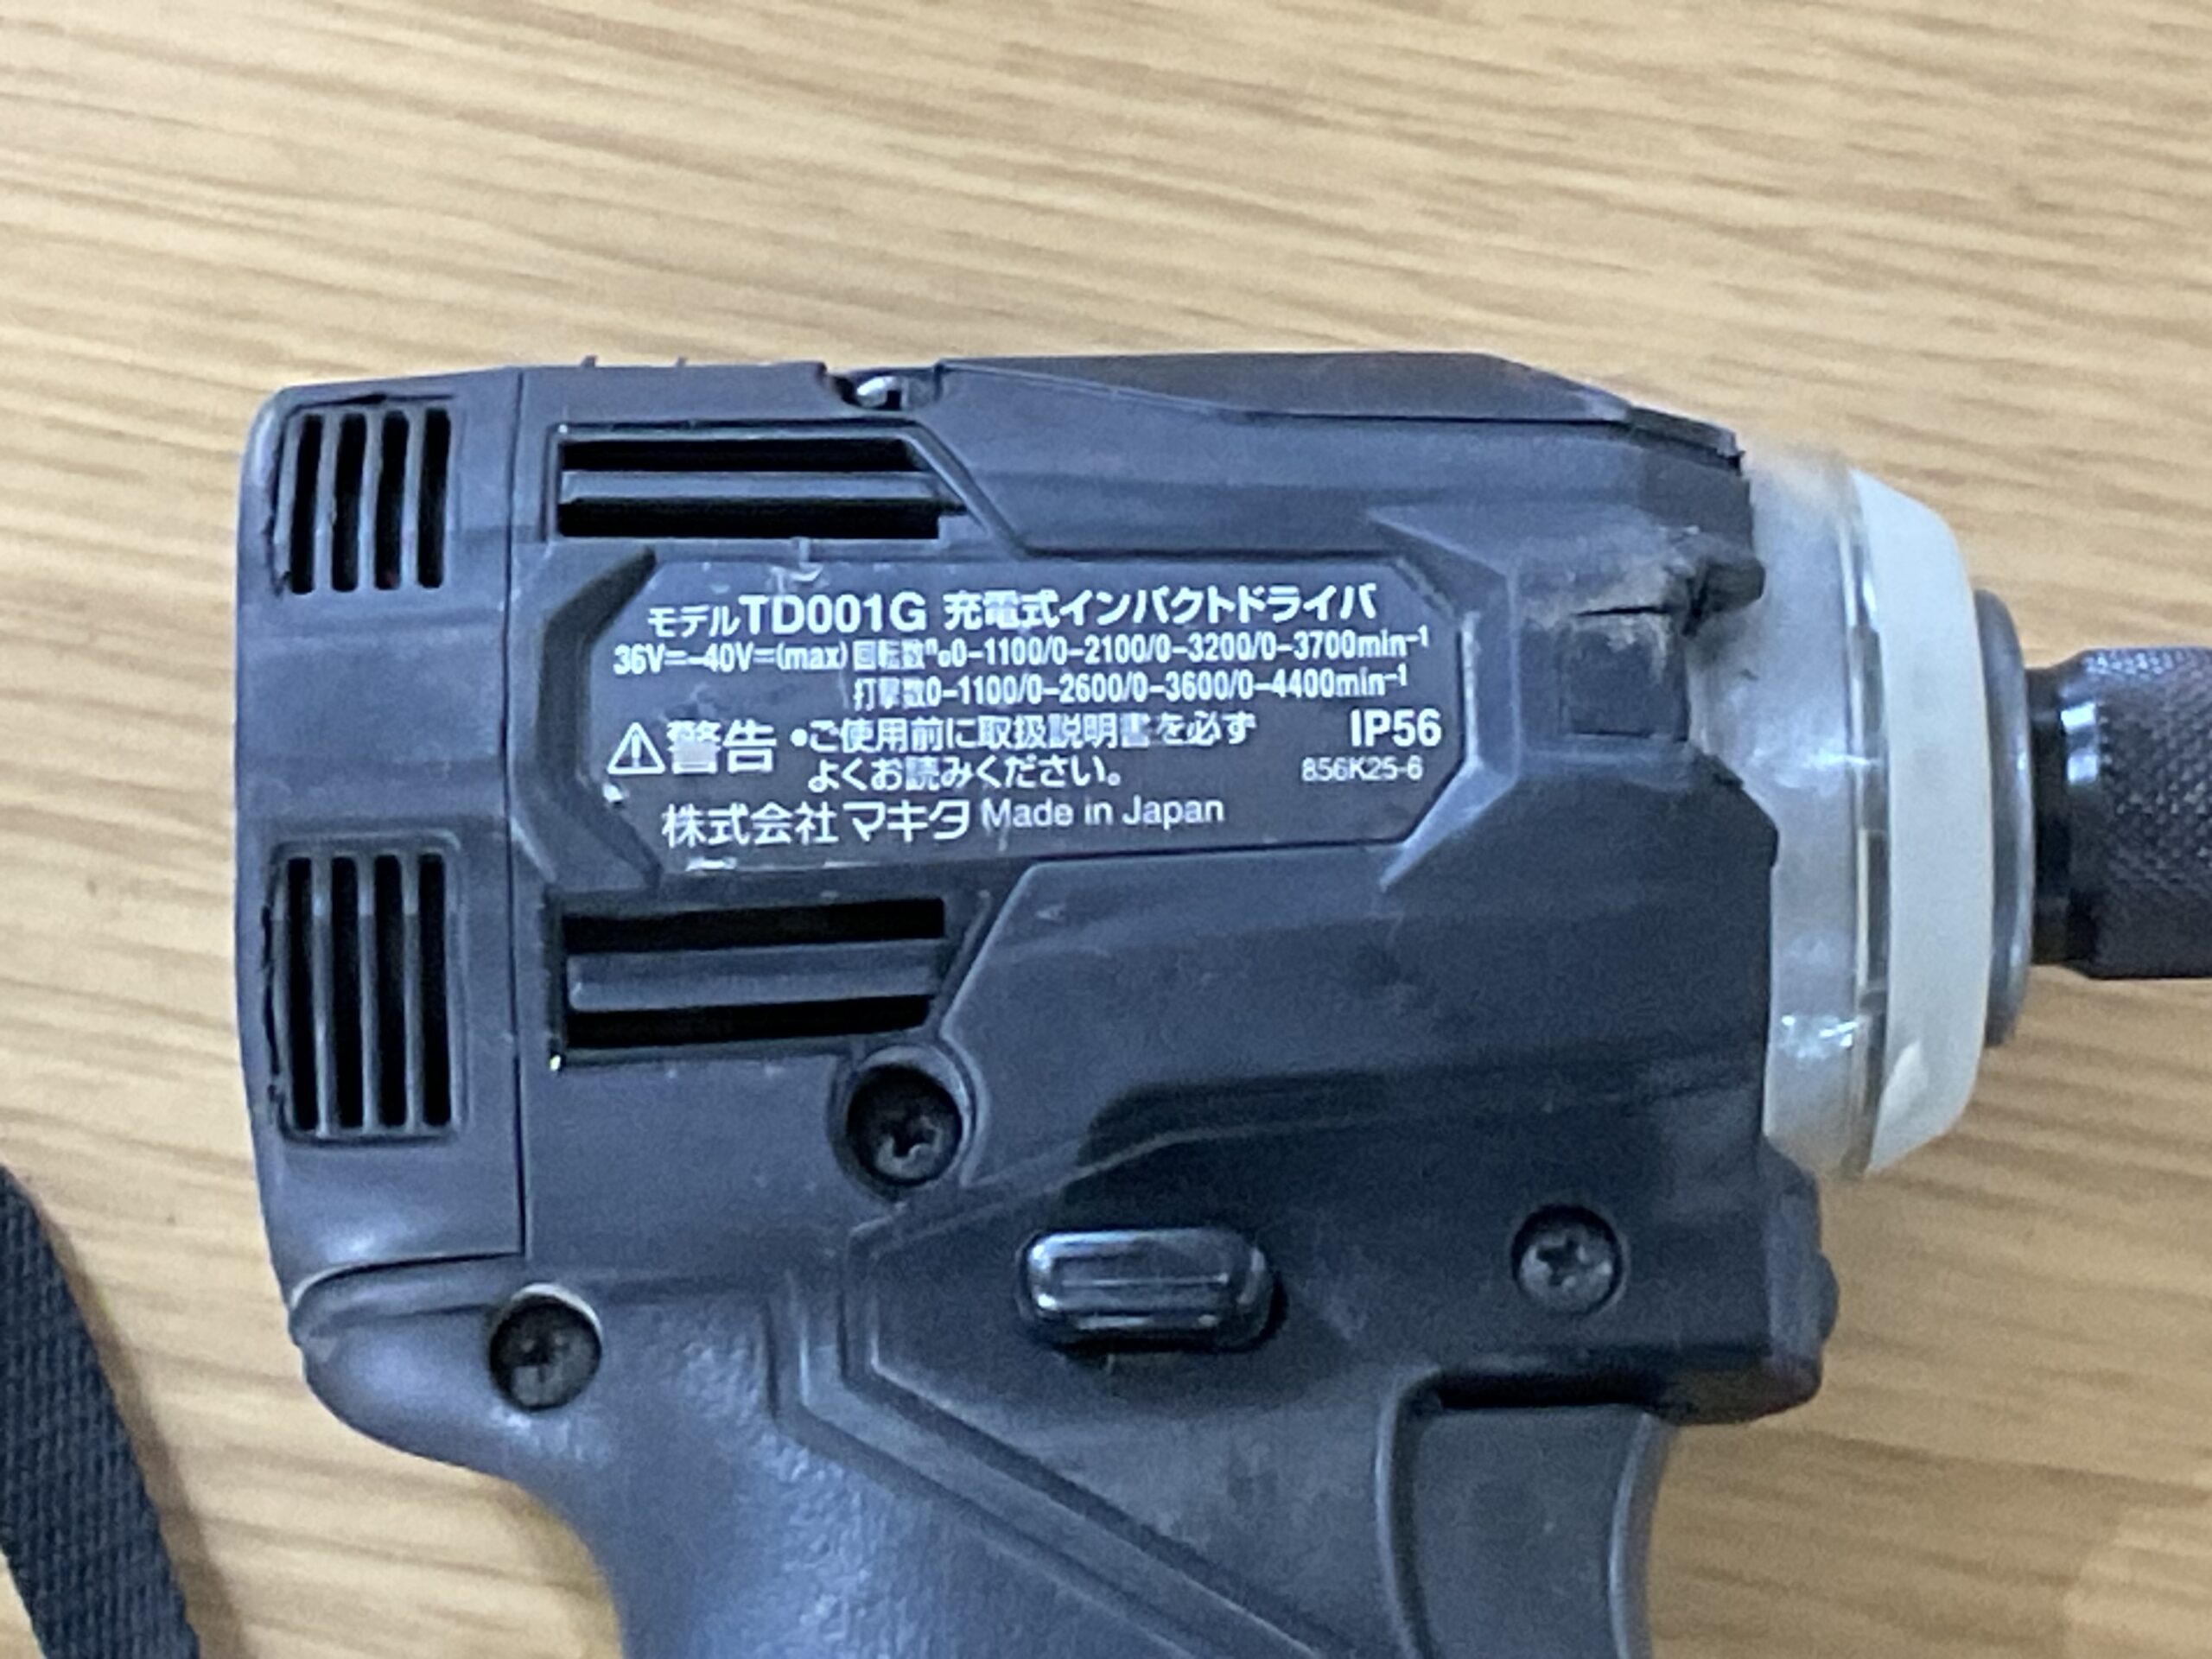 モデルTD001G 充電式インパクトドライバ
36V⎓-40V⎓(max) 回転数n₀0-1100/0-2100/0-3200/0-3700min⁻¹
打撃数0-1100/0-2600/0-3600/0-4400min⁻¹
⚠警告 •ご使用前に取扱説明書を必ず
よくお読みください。
IP56
856K25-6
株式会社マキタ Made in Japan